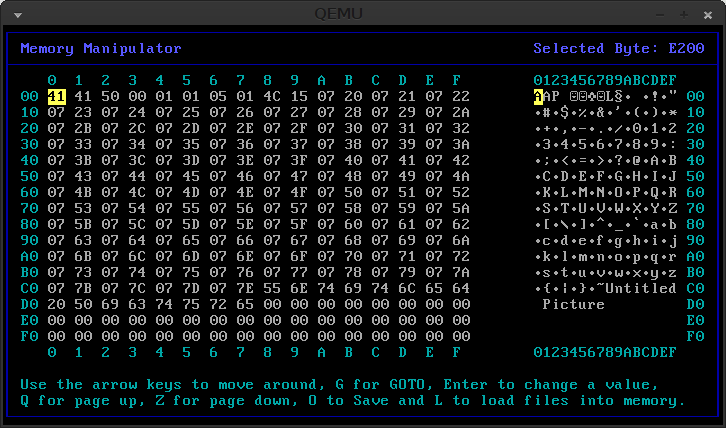 QEMU
Memory Manipulator Selected Byte: E200
0 1 2 3 4 5 6 7 8 9 A B C D E F 0123456789ABCDEF
00 41 41 50 00 01 01 05 01 4C 15 07 20 07 21 07 22 AAP ☺☺♣☺L§• •!•" 00
10 07 23 07 24 07 25 07 26 07 27 07 28 07 29 07 2A •#•$•%•&•'•(•)•* 10
20 07 2B 07 2C 07 2D 07 2E 07 2F 07 30 07 31 07 32 •+•,•-•.•/•0•1•2 20
30 07 33 07 34 07 35 07 36 07 37 07 38 07 39 07 3A •3•4•5•6•7•8•9•: 30
40 07 3B 07 3C 07 3D 07 3E 07 3F 07 40 07 41 07 42 •;•<•=•>•?•@•A•B 40
50 07 43 07 44 07 45 07 46 07 47 07 48 07 49 07 4A •C•D•E•F•G•H•I•J 50
60 07 4B 07 4C 07 4D 07 4E 07 4F 07 50 07 51 07 52 •K•L•M•N•O•P•Q•R 60
70 07 53 07 54 07 55 07 56 07 57 07 58 07 59 07 5A •S•T•U•V•W•X•Y•Z 70
80 07 5B 07 5C 07 5D 07 5E 07 5F 07 60 07 61 07 62 •[•\•]•^•_•`•a•b 80
90 07 63 07 64 07 65 07 66 07 67 07 68 07 69 07 6A •c•d•e•f•g•h•i•j 90
A0 07 6B 07 6C 07 6D 07 6E 07 6F 07 70 07 71 07 72 •k•l•m•n•o•p•q•r A0
B0 07 73 07 74 07 75 07 76 07 77 07 78 07 79 07 7A •s•t•u•v•w•x•y•z B0
C0 07 7B 07 7C 07 7D 07 7E 55 6E 74 69 74 6C 65 64 •{•|•}•~Untitled C0
D0 20 50 69 63 74 75 72 65 00 00 00 00 00 00 00 00 Picture D0
E0 00 00 00 00 00 00 00 00 00 00 00 00 00 00 00 00 E0
F0 00 00 00 00 00 00 00 00 00 00 00 00 00 00 00 00 F0
0 1 2 3 4 5 6 7 8 9 A B C D E F 0123456789ABCDEF
Use the arrow keys to move around, G for GOTO, Enter to change a value,
Q for page up, Z for page down, O to Save and L to load files into memory.